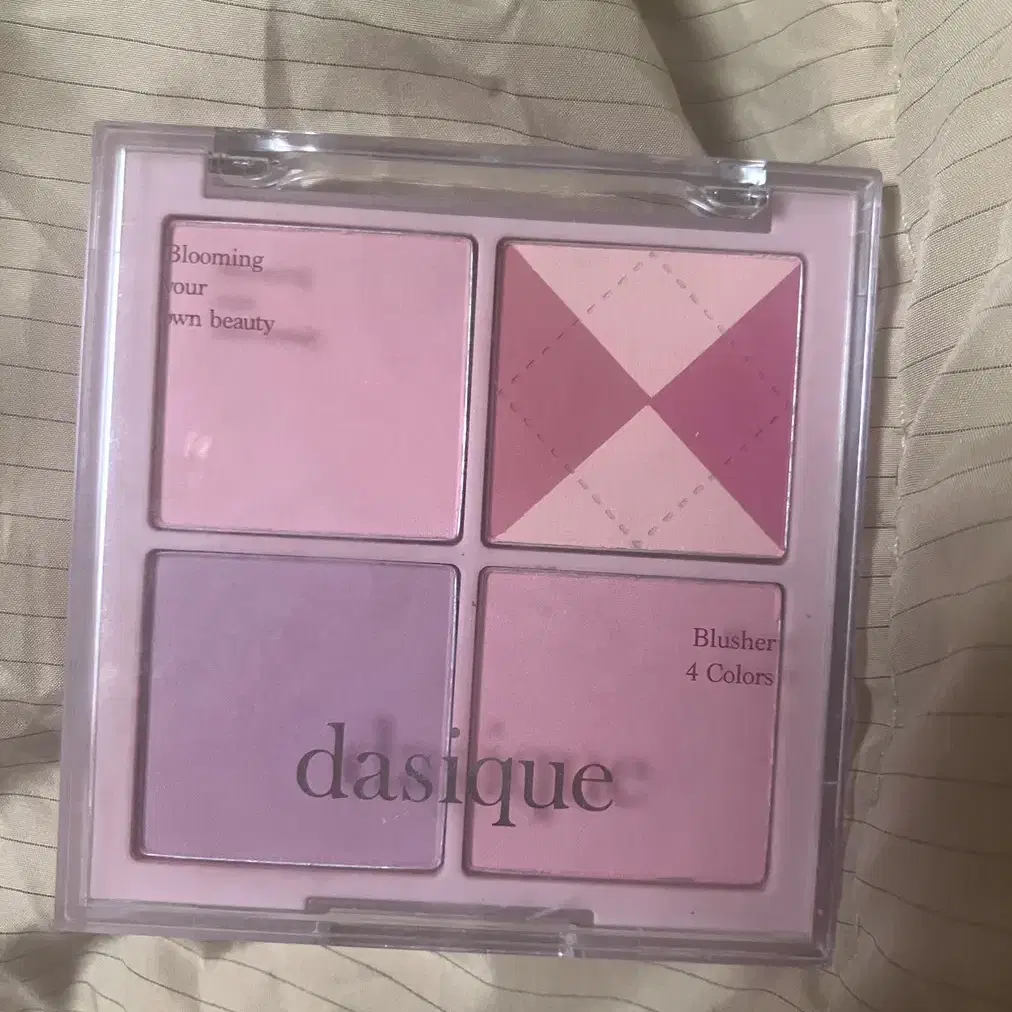 Blooming
your
own beauty
Blusher
4 Colors
dasique